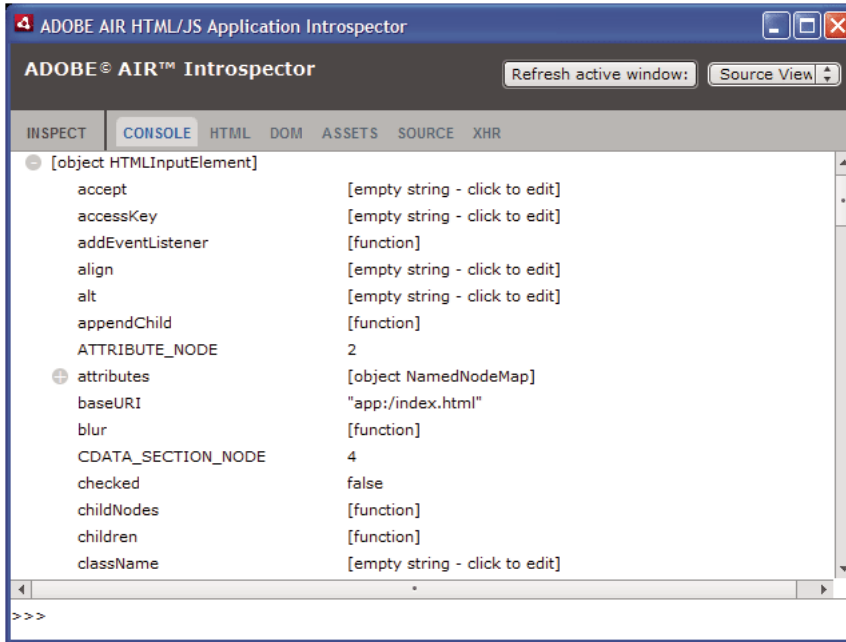 ADOBE AIR HTML/JS Application Introspector
ADOBE© AIR™ Introspector
Refresh active window:
Source View
INSPECT CONSOLE HTML DOM ASSETS SOURCE XHR
[object HTMLInputElement]
accept [empty string - click to edit]
accessKey [empty string - click to edit]
addEventListener [function]
align [empty string - click to edit]
alt [empty string - click to edit]
appendChild [function]
ATTRIBUTE_NODE 2
attributes [object NamedNodeMap]
baseURI "app:/index.html"
blur [function]
CDATA_SECTION_NODE 4
checked false
childNodes [function]
children [function]
className [empty string - click to edit]
>>>